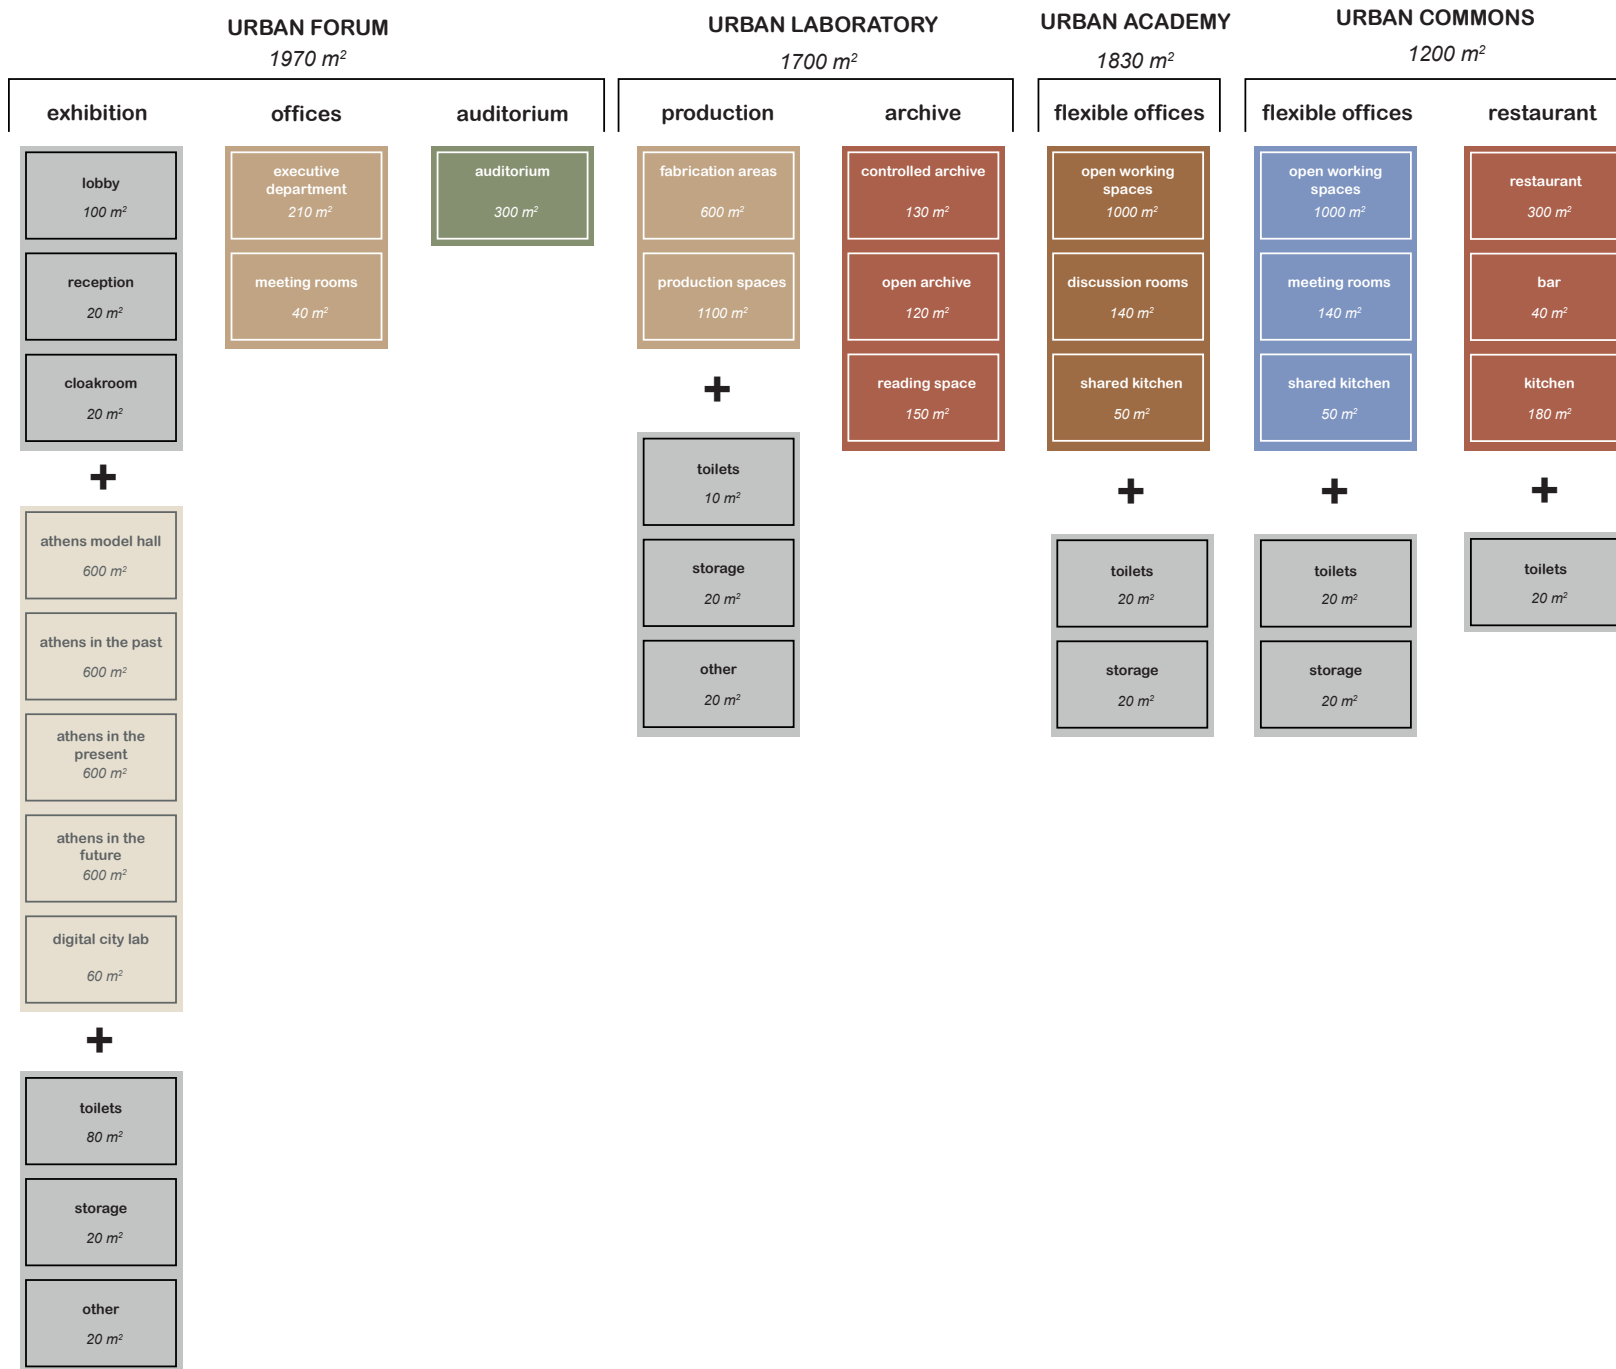 URBAN FORUM
1970 m²
exhibition
offices
auditorium
lobby
100 m²
reception
20 m²
cloakroom
20 m²
+
athens model hall
600 m²
athens in the past
600 m²
athens in the
present
600 m²
athens in the
future
600 m²
digital city lab
60 m²
+
toilets
80 m²
storage
20 m²
other
20 m²
executive
department
210 m²
meeting rooms
40 m²
auditorium
300 m²
URBAN LABORATORY
1700 m²
production
archive
fabrication areas
600 m²
production spaces
1100 m²
+
toilets
10 m²
storage
20 m²
other
20 m²
controlled archive
130 m²
open archive
120 m²
reading space
150 m²
URBAN ACADEMY
1830 m²
flexible offices
open working
spaces
1000 m²
discussion rooms
140 m²
shared kitchen
50 m²
+
toilets
20 m²
storage
20 m²
URBAN COMMONS
1200 m²
flexible offices
restaurant
open working
spaces
1000 m²
meeting rooms
140 m²
shared kitchen
50 m²
+
toilets
20 m²
storage
20 m²
restaurant
300 m²
bar
40 m²
kitchen
180 m²
+
toilets
20 m²